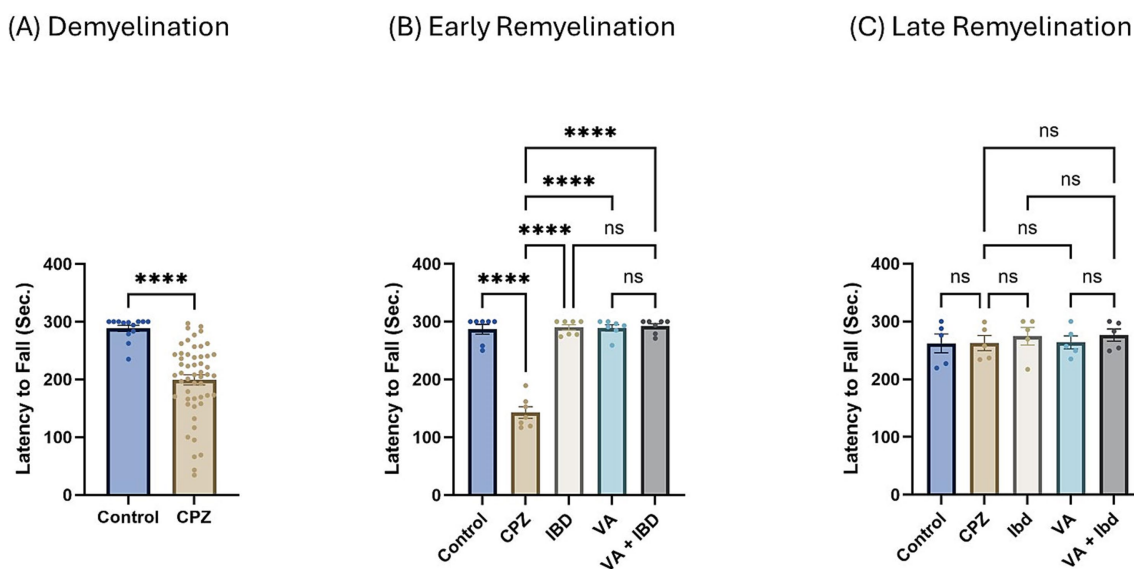 (A) Demyelination
(B) Early Remyelination
(C) Late Remyelination
Latency to Fall (Sec.)
400
300
200
100
0
****
Control
CPZ
Latency to Fall (Sec.)
400
300
200
100
0
****
****
****
ns
****
ns
Control
CPZ
IBD
VA
VA + IBD
Latency to Fall (Sec.)
400
300
200
100
0
ns
ns
ns
ns
ns
ns
Control
CPZ
Ibd
VA
VA + Ibd